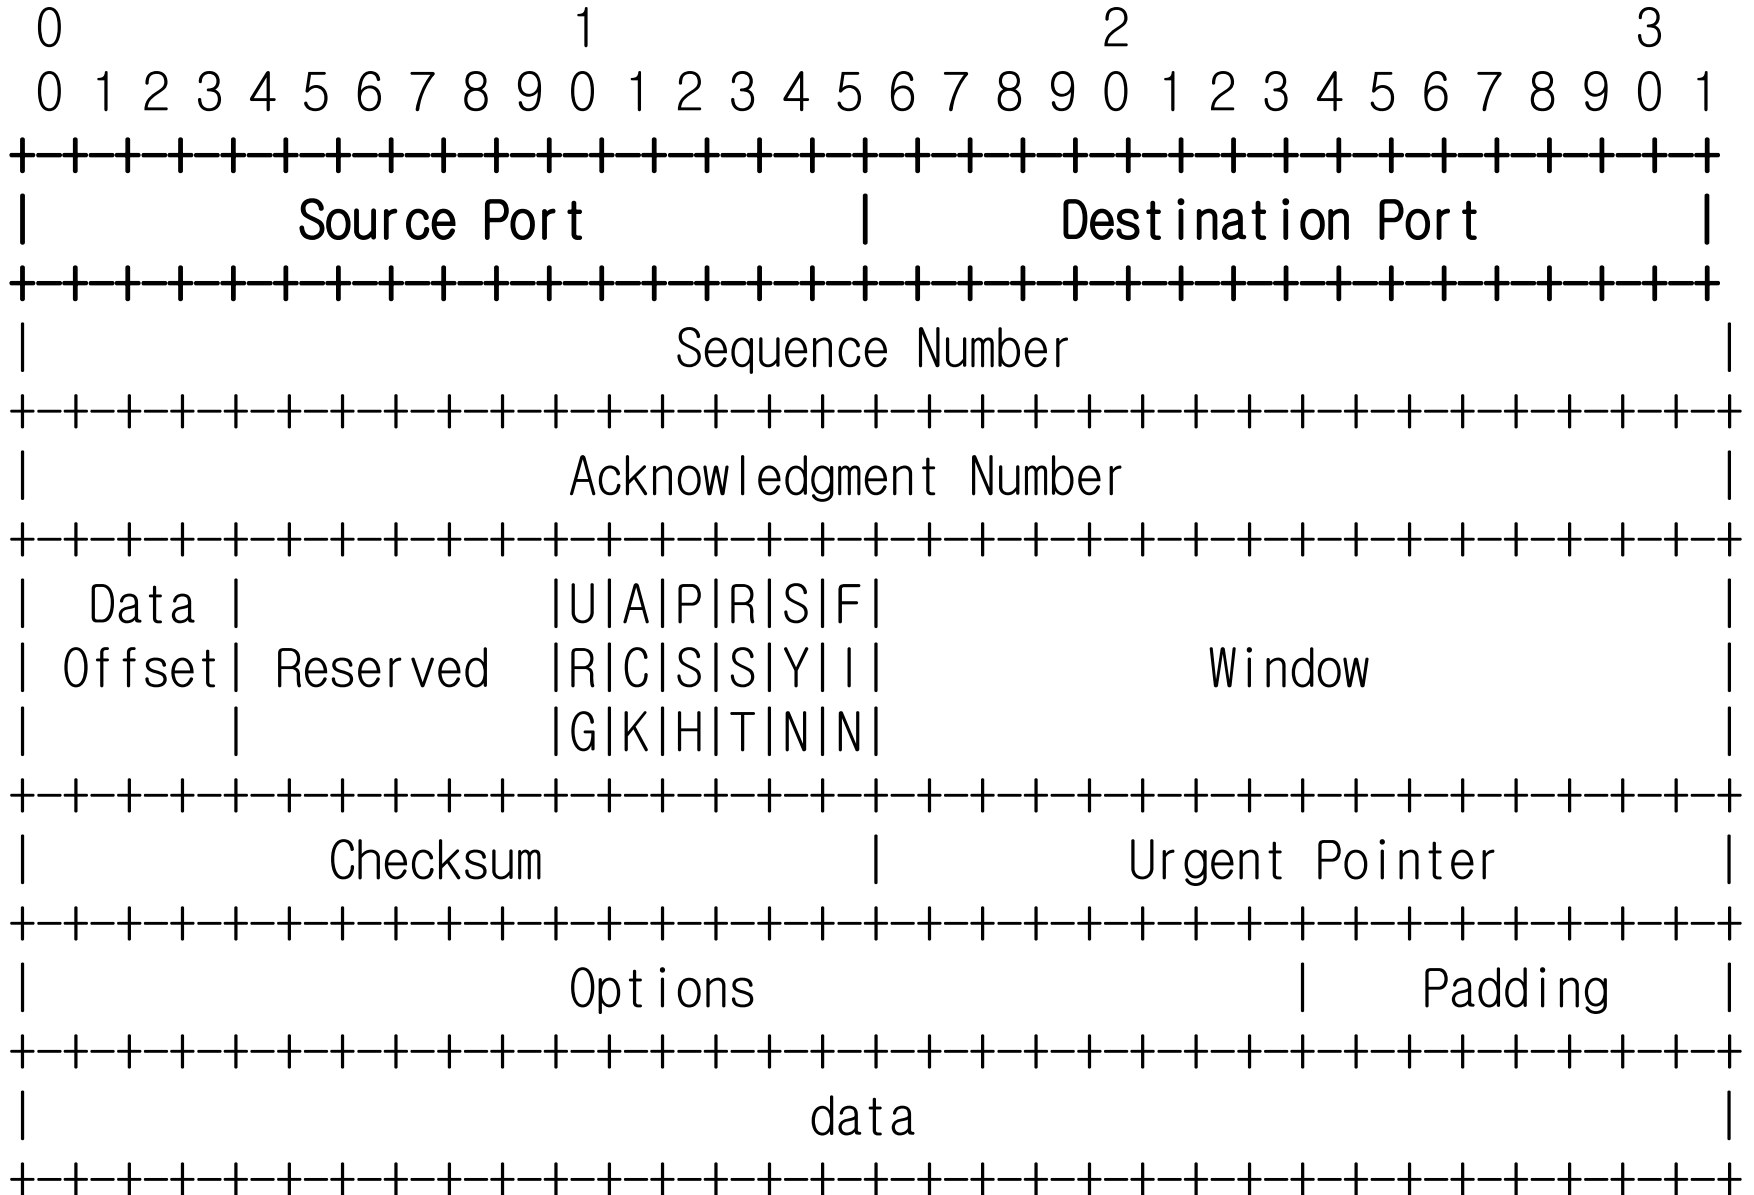 0                   1                   2                   3
 0 1 2 3 4 5 6 7 8 9 0 1 2 3 4 5 6 7 8 9 0 1 2 3 4 5 6 7 8 9 0 1
+-+-+-+-+-+-+-+-+-+-+-+-+-+-+-+-+-+-+-+-+-+-+-+-+-+-+-+-+-+-+-+-+
|          Source Port          |       Destination Port        |
+-+-+-+-+-+-+-+-+-+-+-+-+-+-+-+-+-+-+-+-+-+-+-+-+-+-+-+-+-+-+-+-+
|                        Sequence Number                        |
+-+-+-+-+-+-+-+-+-+-+-+-+-+-+-+-+-+-+-+-+-+-+-+-+-+-+-+-+-+-+-+-+
|                    Acknowledgment Number                      |
+-+-+-+-+-+-+-+-+-+-+-+-+-+-+-+-+-+-+-+-+-+-+-+-+-+-+-+-+-+-+-+-+
|  Data |           |U|A|P|R|S|F|                               |
| Offset| Reserved  |R|C|S|S|Y|I|            Window             |
|       |           |G|K|H|T|N|N|                               |
+-+-+-+-+-+-+-+-+-+-+-+-+-+-+-+-+-+-+-+-+-+-+-+-+-+-+-+-+-+-+-+-+
|           Checksum            |         Urgent Pointer        |
+-+-+-+-+-+-+-+-+-+-+-+-+-+-+-+-+-+-+-+-+-+-+-+-+-+-+-+-+-+-+-+-+
|                    Options                    |    Padding    |
+-+-+-+-+-+-+-+-+-+-+-+-+-+-+-+-+-+-+-+-+-+-+-+-+-+-+-+-+-+-+-+-+
|                             data                              |
+-+-+-+-+-+-+-+-+-+-+-+-+-+-+-+-+-+-+-+-+-+-+-+-+-+-+-+-+-+-+-+-+